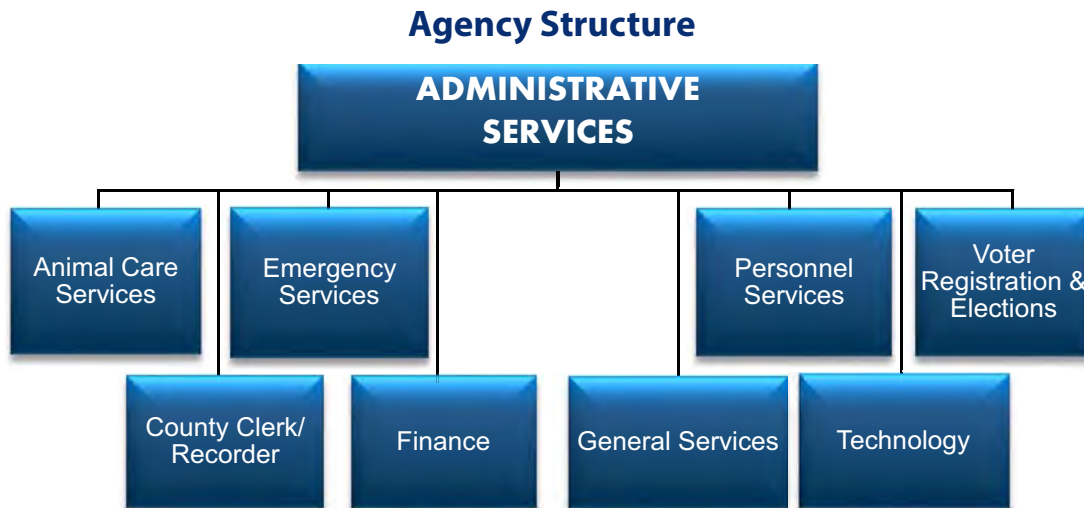 Agency Structure
ADMINISTRATIVE
SERVICES
Animal Care
Services
Emergency
Services
Personnel
Services
Voter
Registration &
Elections
County Clerk/
Recorder
Finance
General Services
Technology